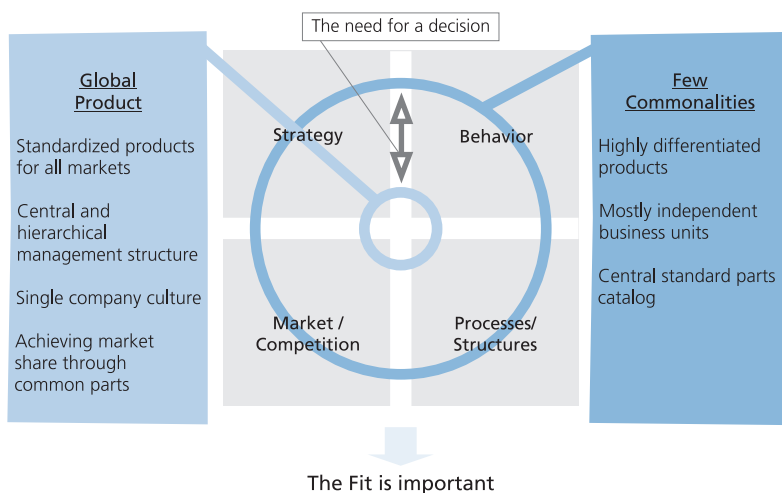 The need for a decision
Global
Product
Standardized products
for all markets
Central and
hierarchical
management structure
Single company culture
Achieving market
share through
common parts
Strategy
Behavior
Market /
Competition
Processes/
Structures
Few
Commonalities
Highly differentiated
products
Mostly independent
business units
Central standard parts
catalog
The Fit is important